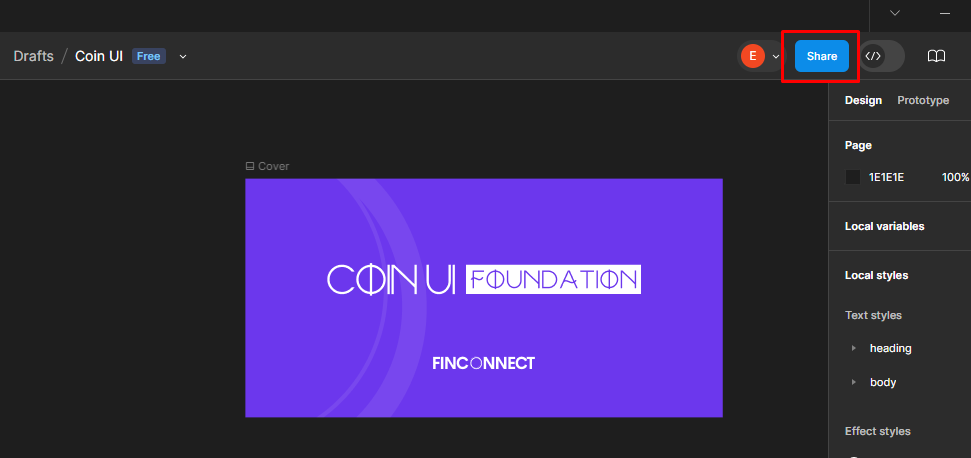 Drafts / Coin UI Free
E Share </>
Design Prototype
Page
1E1E1E 100%
Local variables
Local styles
Text styles
heading
body
Effect styles
Cover
COIN UI FOUNDATION
FINCONNECT